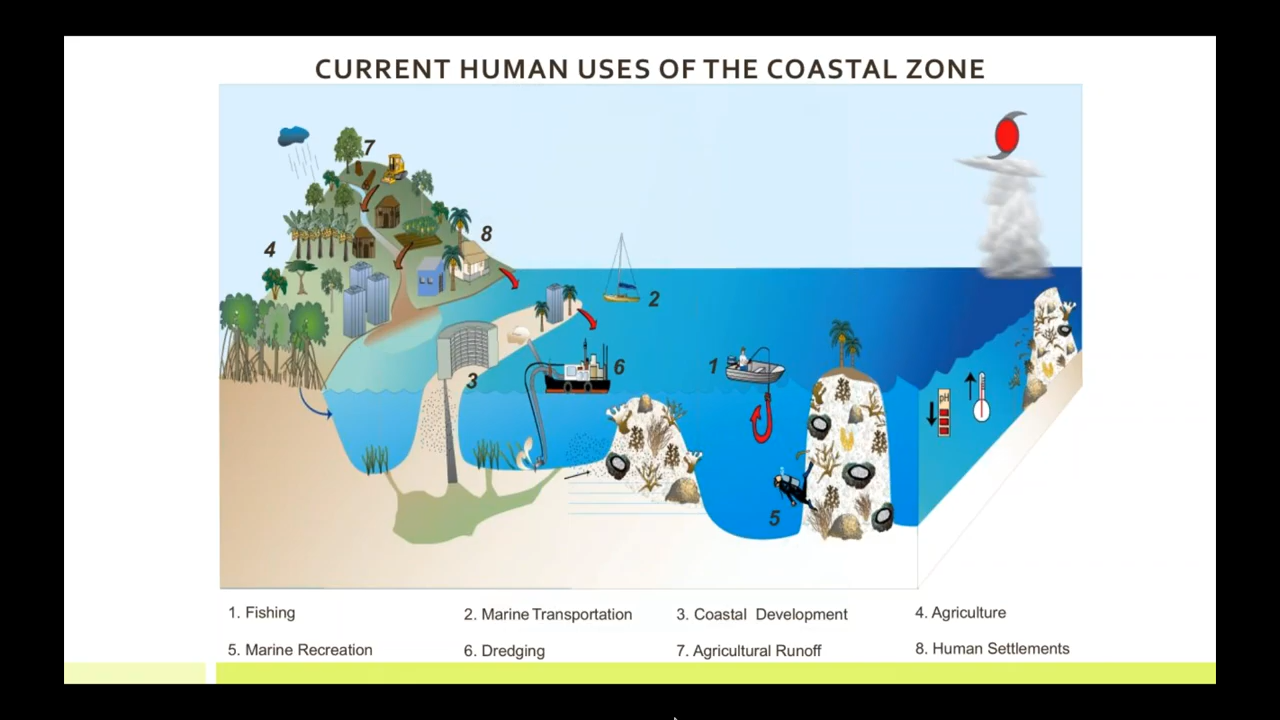 CURRENT HUMAN USES OF THE COASTAL ZONE
7
8
4
2
6
1
3
pH
5
1. Fishing
2. Marine Transportation
3. Coastal Development
4. Agriculture
5. Marine Recreation
6. Dredging
7. Agricultural Runoff
8. Human Settlements